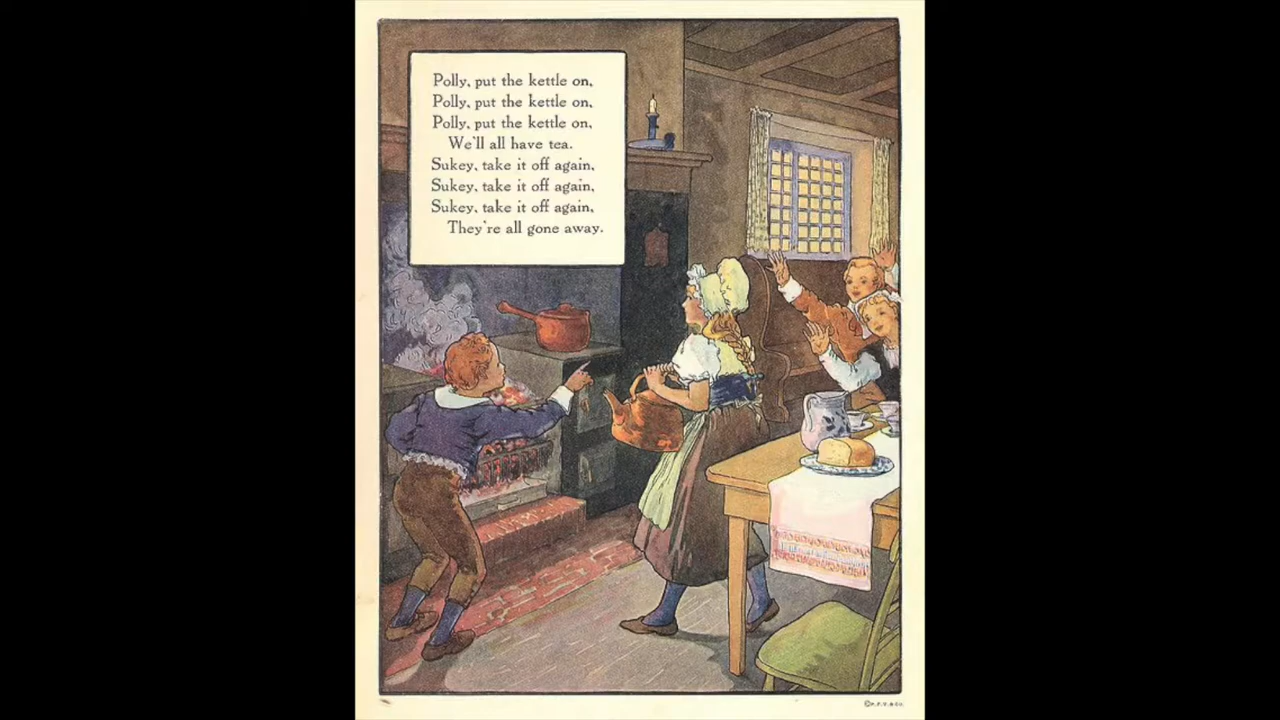 Polly, put the kettle on,
Polly, put the kettle on,
Polly, put the kettle on,
We'll all have tea.
Sukey, take it off again,
Sukey, take it off again,
Sukey, take it off again,
They're all gone away.
©P.F.V.&CO.